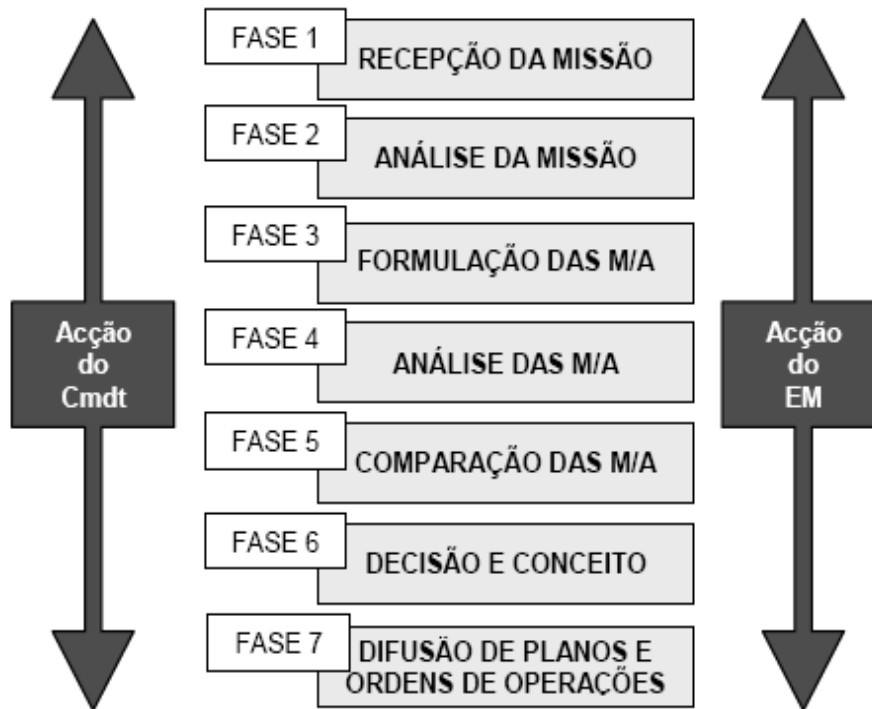 FASE 1
RECEPÇÃO DA MISSÃO
FASE 2
ANÁLISE DA MISSÃO
FASE 3
FORMULAÇÃO DAS M/A
Acção
do
Cmdt
FASE 4
ANÁLISE DAS M/A
Acção
do
EM
FASE 5
COMPARAÇÃO DAS M/A
FASE 6
DECISÃO E CONCEITO
FASE 7
DIFUSÃO DE PLANOS E
ORDENS DE OPERAÇÕES